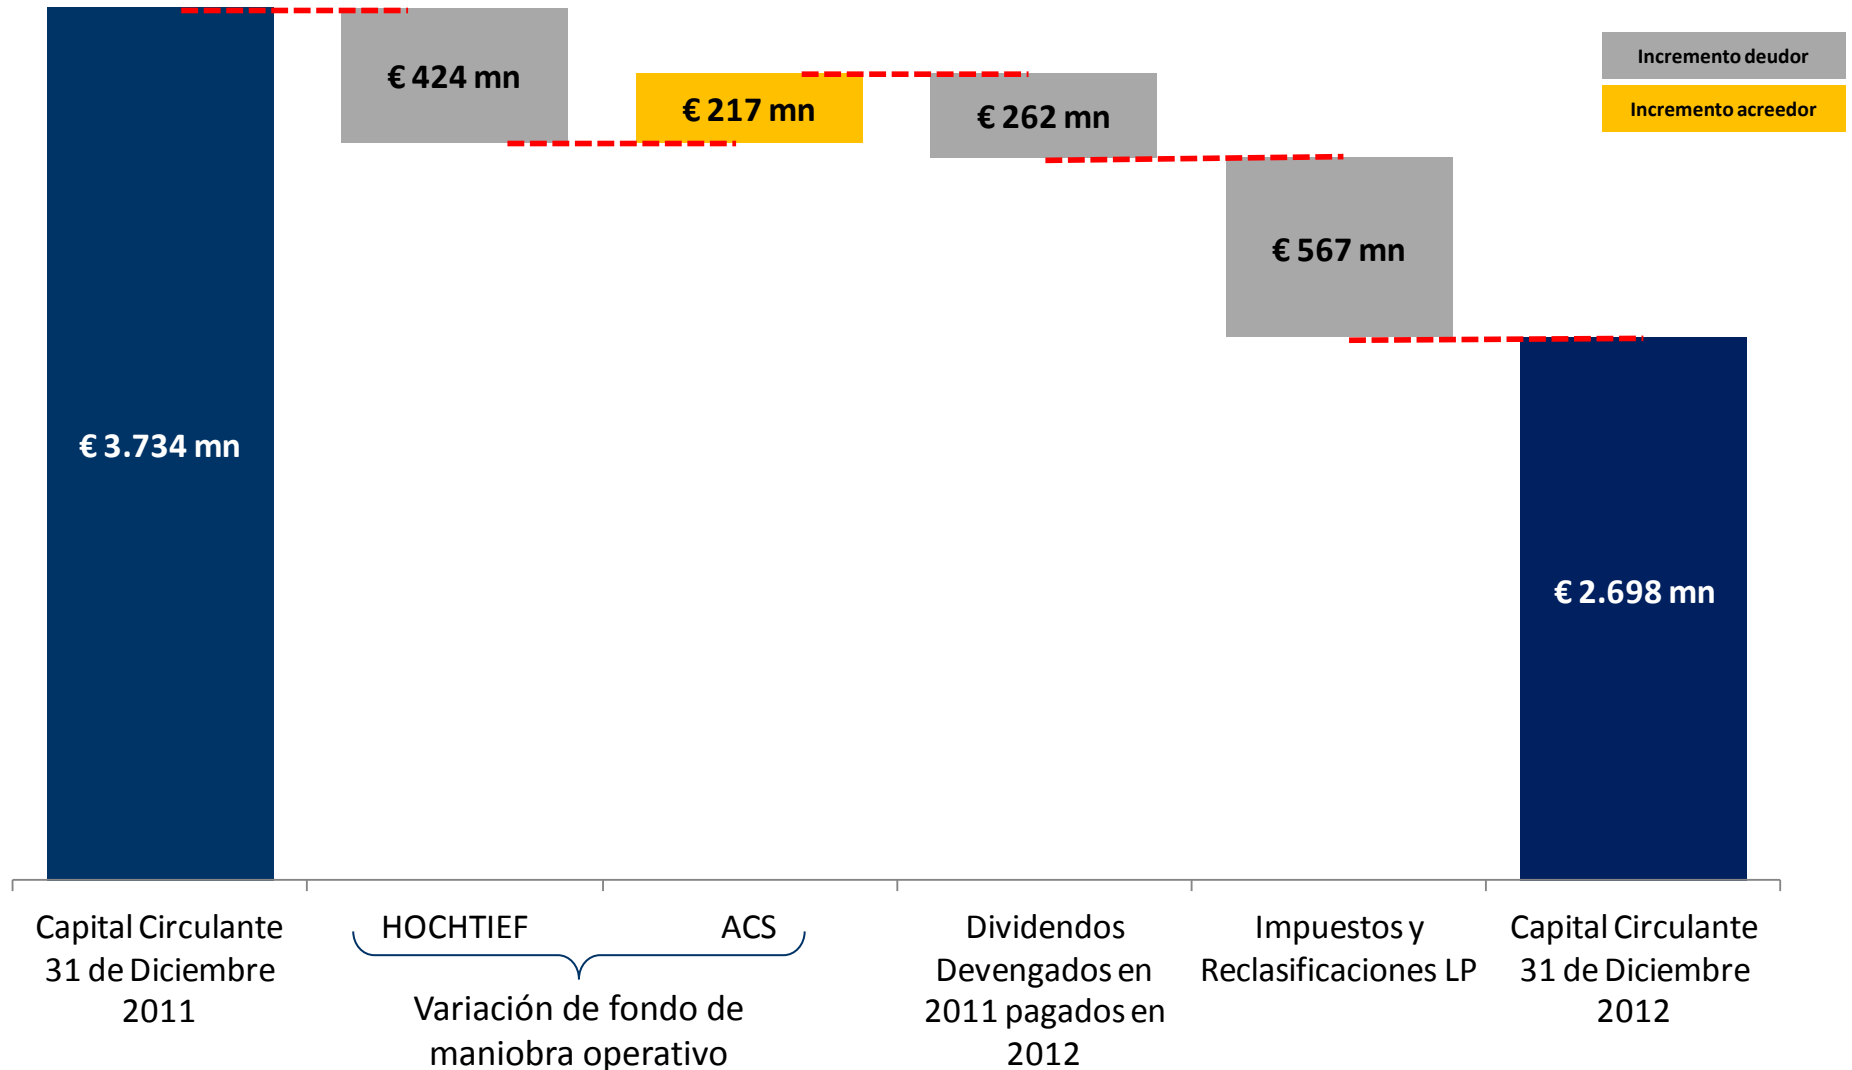 Incremento deudor
Incremento acreedor
€ 424 mn
€ 217 mn
€ 262 mn
€ 567 mn
€ 3.734 mn
€ 2.698 mn
Capital Circulante
31 de Diciembre
2011
HOCHTIEF
ACS
Variación de fondo de
maniobra operativo
Dividendos
Devengados en
2011 pagados en
2012
Impuestos y
Reclasificaciones LP
Capital Circulante
31 de Diciembre
2012